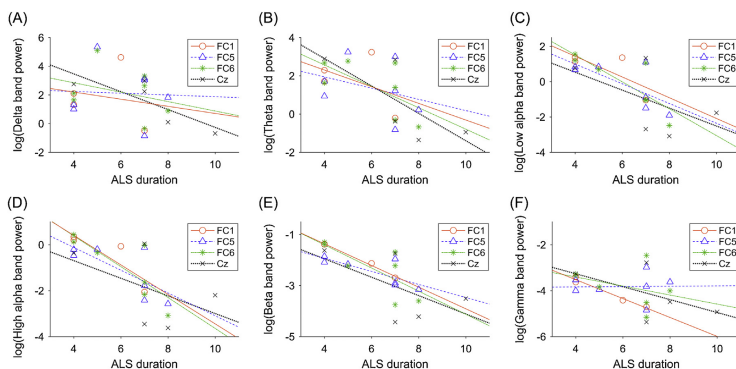 (A)
log(Delta band power)
6
4
2
0
-2
4
6
8
10
ALS duration
FC1
FC5
FC6
Cz
(B)
log(Theta band power)
4
2
0
-2
4
6
8
10
ALS duration
FC1
FC5
FC6
Cz
(C)
log(Low alpha band power)
2
0
-2
-4
4
6
8
10
ALS duration
FC1
FC5
FC6
Cz
(D)
log(High alpha band power)
0
-2
-4
4
6
8
10
ALS duration
FC1
FC5
FC6
Cz
(E)
log(Beta band power)
-1
-3
-5
4
6
8
10
ALS duration
FC1
FC5
FC6
Cz
(F)
log(Gamma band power)
-2
-4
-6
4
6
8
10
ALS duration
FC1
FC5
FC6
Cz